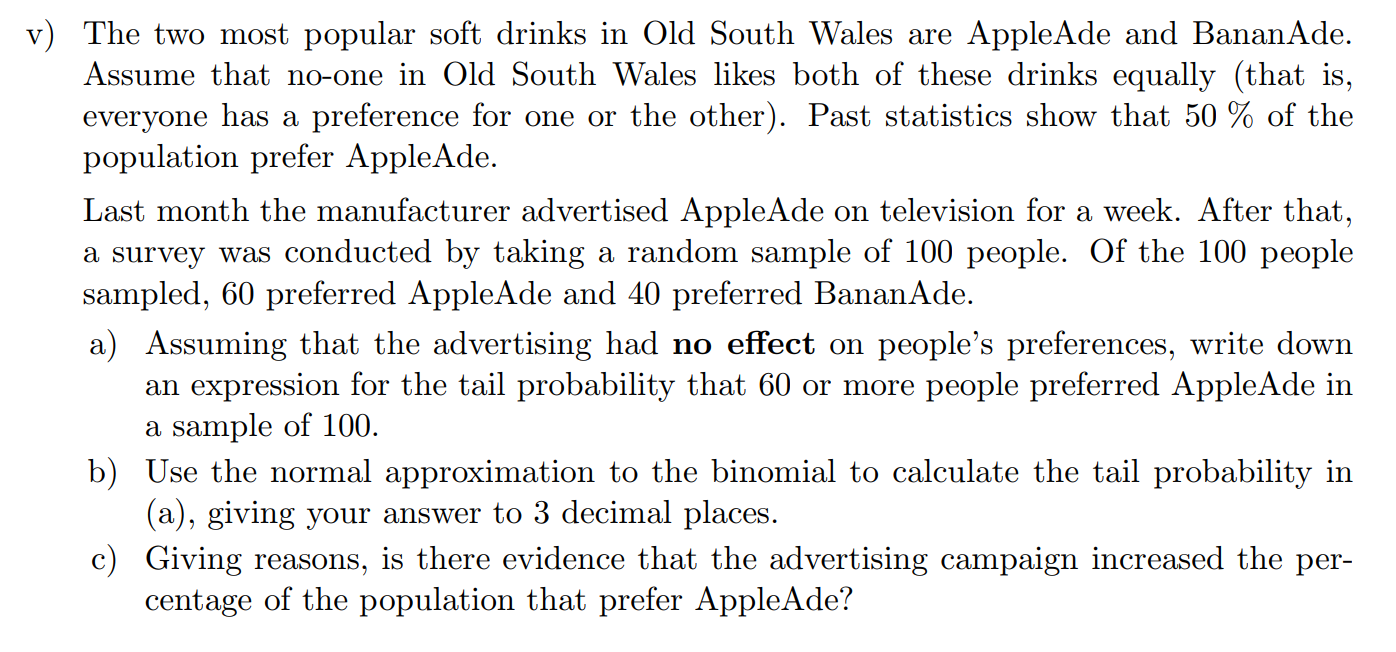 v) The two most popular soft drinks in Old South Wales are AppleAde and BananAde.
Assume that no-one in Old South Wales likes both of these drinks equally (that is,
everyone has a preference for one or the other). Past statistics show that 50 % of the
population prefer AppleAde.
Last month the manufacturer advertised AppleAde on television for a week. After that,
a survey was conducted by taking a random sample of 100 people. Of the 100 people
sampled, 60 preferred AppleAde and 40 preferred BananAde.
a) Assuming that the advertising had no effect on people's preferences, write down
an expression for the tail probability that 60 or more people preferred AppleAde in
a sample of 100.
b) Use the normal approximation to the binomial to calculate the tail probability in
(a), giving your answer to 3 decimal places.
c) Giving reasons, is there evidence that the advertising campaign increased the per-
centage of the population that prefer AppleAde?